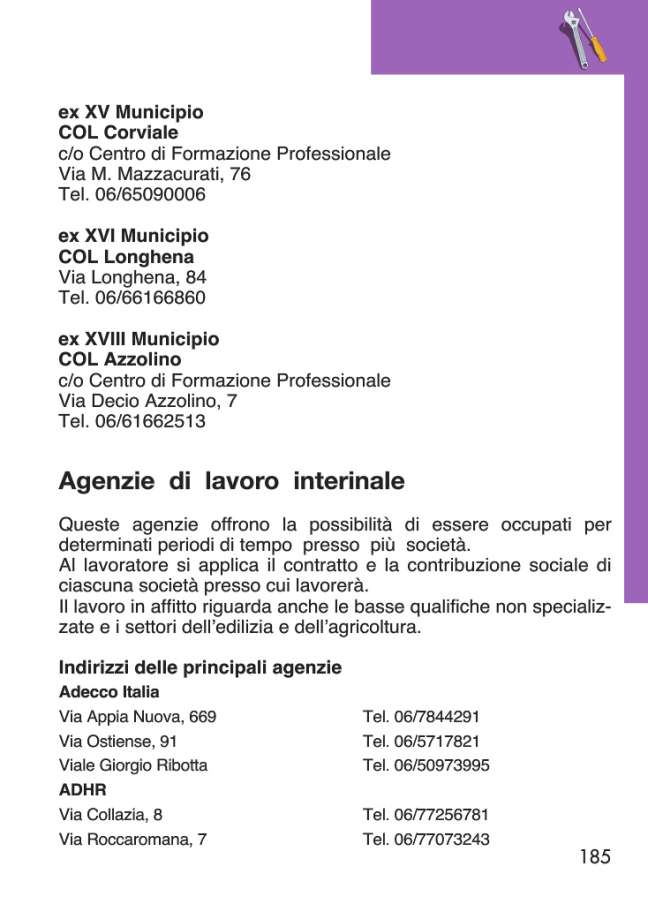 ex XV Municipio
COL Corviale
c/o Centro di Formazione Professionale
Via M. Mazzacurati, 76
Tel. 06/65090006
ex XVI Municipio
COL Longhena
Via Longhena, 84
Tel. 06/66166860
ex XVIII Municipio
COL Azzolino
c/o Centro di Formazione Professionale
Via Decio Azzolino, 7
Tel. 06/61662513
Agenzie di lavoro interinale
Queste agenzie offrono la possibilità di essere occupati per
determinati periodi di tempo presso più società.
Al lavoratore si applica il contratto e la contribuzione sociale di
ciascuna società presso cui lavorerà.
Il lavoro in affitto riguarda anche le basse qualifiche non specializ-
zate e i settori dell'edilizia e dell'agricoltura.
Indirizzi delle principali agenzie
Adecco Italia
Via Appia Nuova, 669 Tel. 06/7844291
Via Ostiense, 91 Tel. 06/5717821
Viale Giorgio Ribotta Tel. 06/50973995
ADHR
Via Collazia, 8 Tel. 06/77256781
Via Roccaromana, 7 Tel. 06/77073243
185